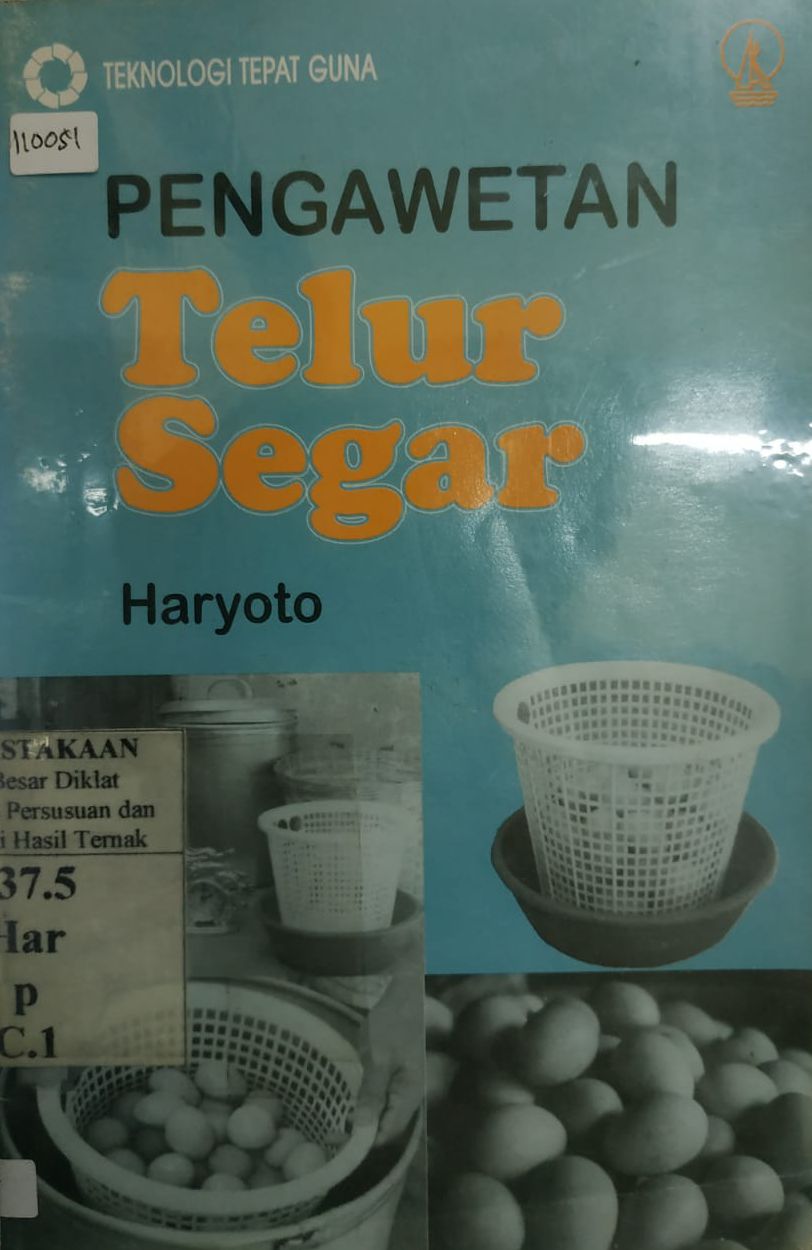 TEKNOLOGI TEPAT GUNA
110051
PENGAWETAN
Telur
Segar
Haryoto
STAKAAN
Besar Diklat
Persusuan dan
i Hasil Ternak
37.5
Har
p
C.1